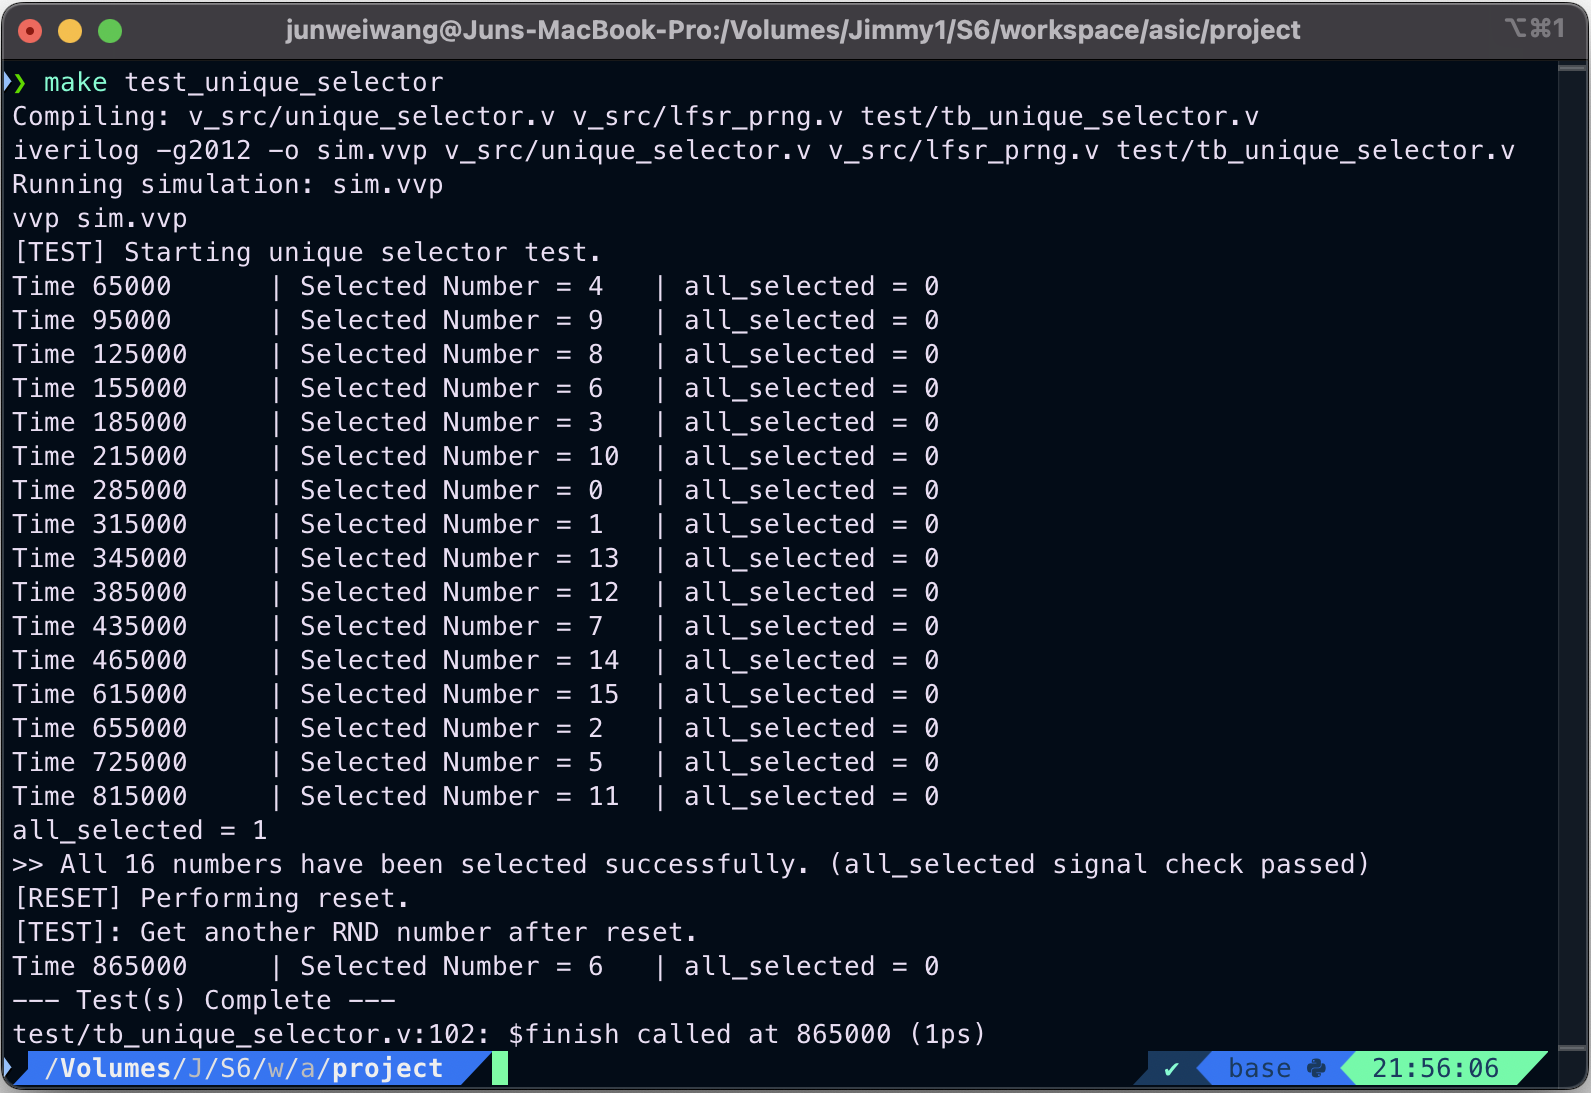 junweiwang@Juns-MacBook-Pro:/Volumes/Jimmy1/S6/workspace/asic/project ⌥⌘1
❯ make test_unique_selector
Compiling: v_src/unique_selector.v v_src/lfsr_prng.v test/tb_unique_selector.v
iverilog -g2012 -o sim.vvp v_src/unique_selector.v v_src/lfsr_prng.v test/tb_unique_selector.v
Running simulation: sim.vvp
vvp sim.vvp
[TEST] Starting unique selector test.
Time 65000      | Selected Number = 4   | all_selected = 0
Time 95000      | Selected Number = 9   | all_selected = 0
Time 125000     | Selected Number = 8   | all_selected = 0
Time 155000     | Selected Number = 6   | all_selected = 0
Time 185000     | Selected Number = 3   | all_selected = 0
Time 215000     | Selected Number = 10  | all_selected = 0
Time 285000     | Selected Number = 0   | all_selected = 0
Time 315000     | Selected Number = 1   | all_selected = 0
Time 345000     | Selected Number = 13  | all_selected = 0
Time 385000     | Selected Number = 12  | all_selected = 0
Time 435000     | Selected Number = 7   | all_selected = 0
Time 465000     | Selected Number = 14  | all_selected = 0
Time 615000     | Selected Number = 15  | all_selected = 0
Time 655000     | Selected Number = 2   | all_selected = 0
Time 725000     | Selected Number = 5   | all_selected = 0
Time 815000     | Selected Number = 11  | all_selected = 0
all_selected = 1
>> All 16 numbers have been selected successfully. (all_selected signal check passed)
[RESET] Performing reset.
[TEST]: Get another RND number after reset.
Time 865000     | Selected Number = 6   | all_selected = 0
--- Test(s) Complete ---
test/tb_unique_selector.v:102: $finish called at 865000 (1ps)
/Volumes/J/S6/w/a/project ✔ base 21:56:06